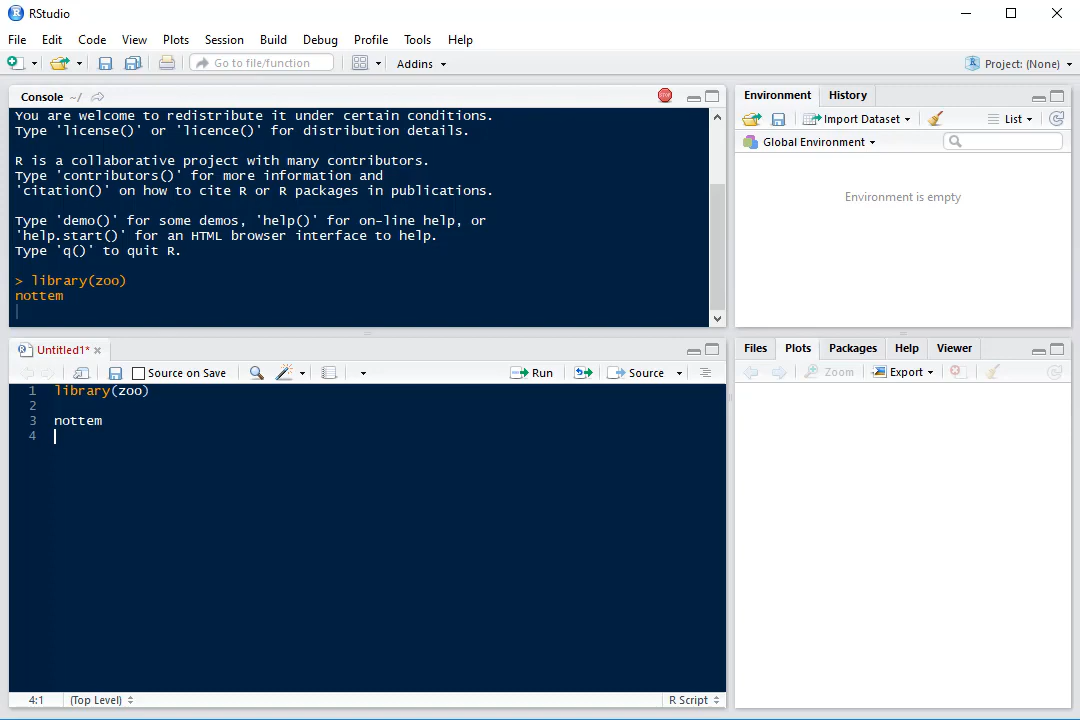 RStudio
File Edit Code View Plots Session Build Debug Profile Tools Help
Go to file/function Addins Project: (None)
Console ~/
You are welcome to redistribute it under certain conditions.
Type 'license()' or 'licence()' for distribution details.
R is a collaborative project with many contributors.
Type 'contributors()' for more information and
'citation()' on how to cite R or R packages in publications.
Type 'demo()' for some demos, 'help()' for on-line help, or
'help.start()' for an HTML browser interface to help.
Type 'q()' to quit R.
> library(zoo)
nottem
Environment History
Import Dataset List
Global Environment
Environment is empty
Untitled1*
Source on Save Run Source
1 library(zoo)
2
3 nottem
4
4:1 (Top Level) R Script
Files Plots Packages Help Viewer
Zoom Export